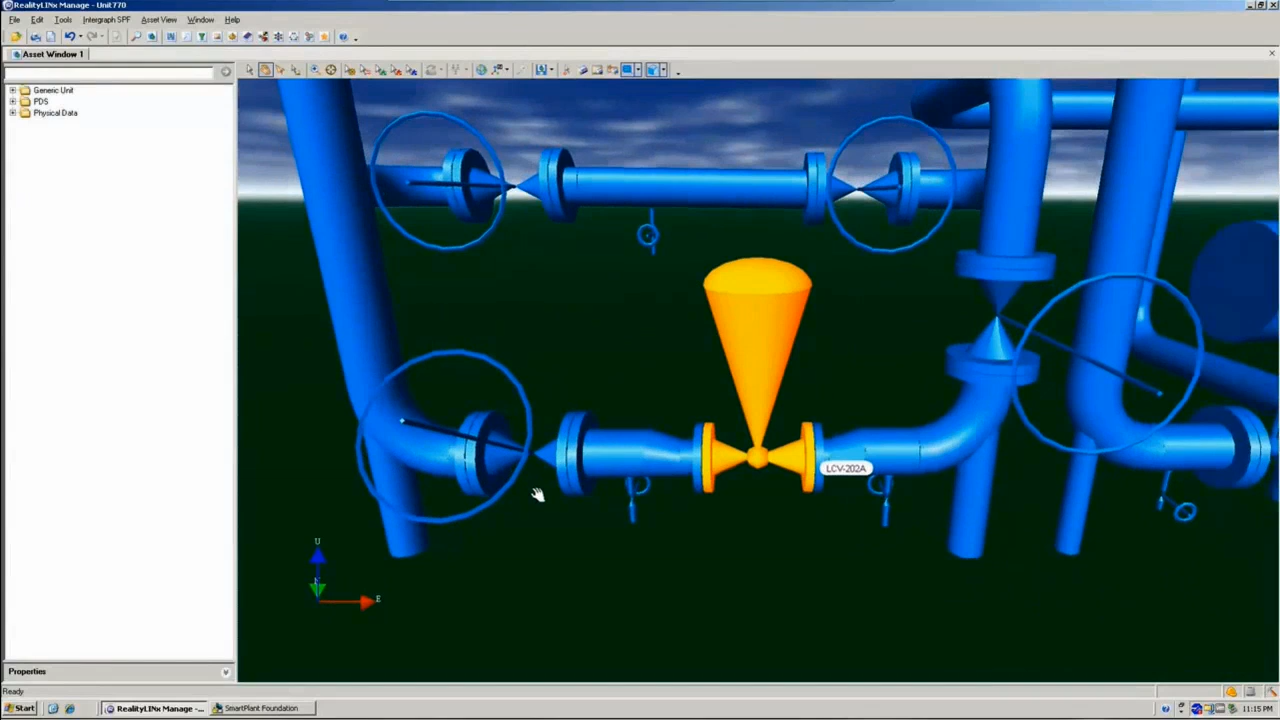 RealityLINx Manage - Unit770
File Edit Tools Intergraph SPF Asset View Window Help
Asset Window 1
Generic Unit
PDS
Physical Data
LCV-202A
U
E
Properties
Ready
Start
RealityLINx Manage -...
SmartPlant Foundation
11:15 PM